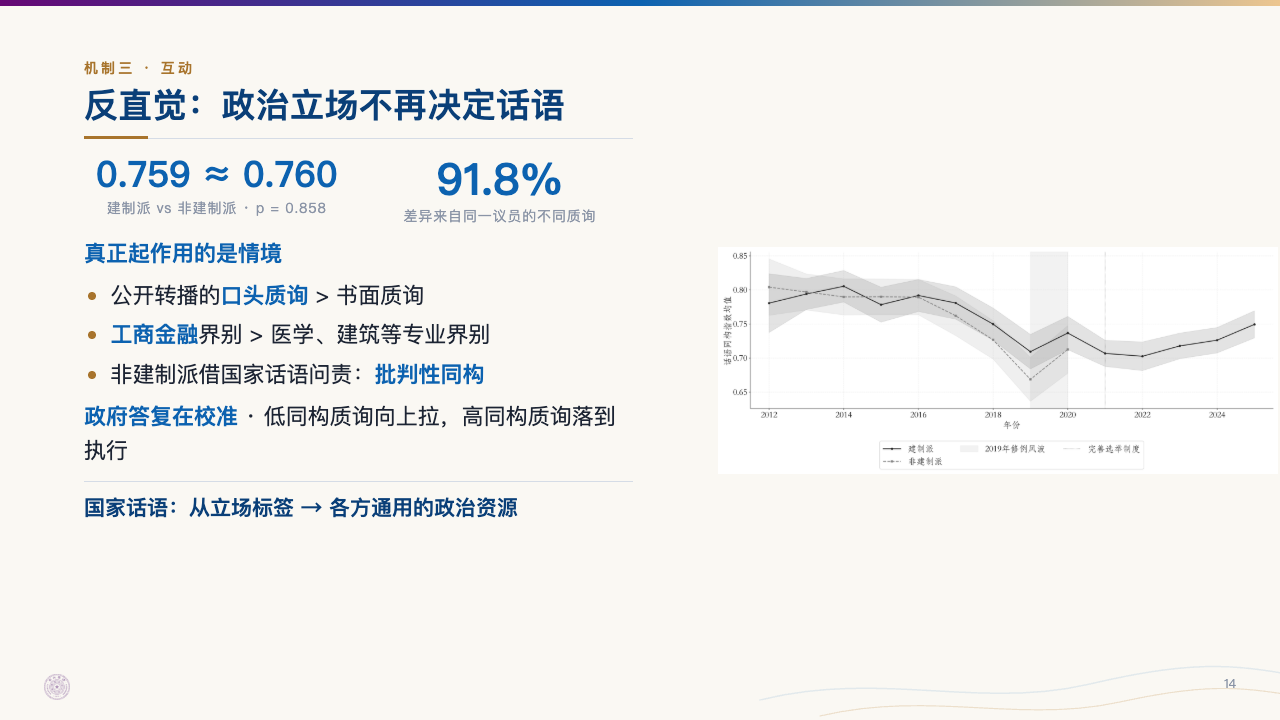 机制三 · 互动
反直觉：政治立场不再决定话语
0.759 ≈ 0.760
建制派 vs 非建制派 · p = 0.858
91.8%
差异来自同一议员的不同质询
真正起作用的是情境
公开转播的口头质询 > 书面质询
工商金融界别 > 医学、建筑等专业界别
非建制派借国家话语问责：批判性同构
政府答复在校准 · 低同构质询向上拉，高同构质询落到
执行
国家话语：从立场标签 → 各方通用的政治资源
话语同构指数均值
0.85
0.80
0.75
0.70
0.65
2012 2014 2016 2018 2020 2022 2024
年份
建制派 2019年修例风波 完善选举制度
非建制派
14